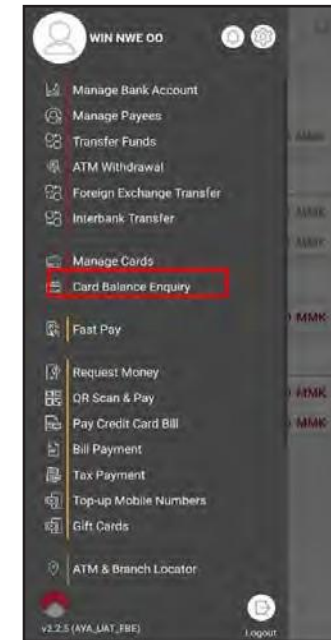 WIN NWE OO
Manage Bank Account
Manage Payees
Transfer Funds
ATM Withdrawal
Foreign Exchange Transfer
Interbank Transfer
Manage Cards
Card Balance Enquiry
Fast Pay
MMK
Request Money
QR Scan & Pay
MMK
Pay Credit Card Bill
MMK
Bill Payment
Tax Payment
Top-up Mobile Numbers
Gift Cards
ATM & Branch Locator
v2.2.5 (AYA_UAT_FBE)
Logout